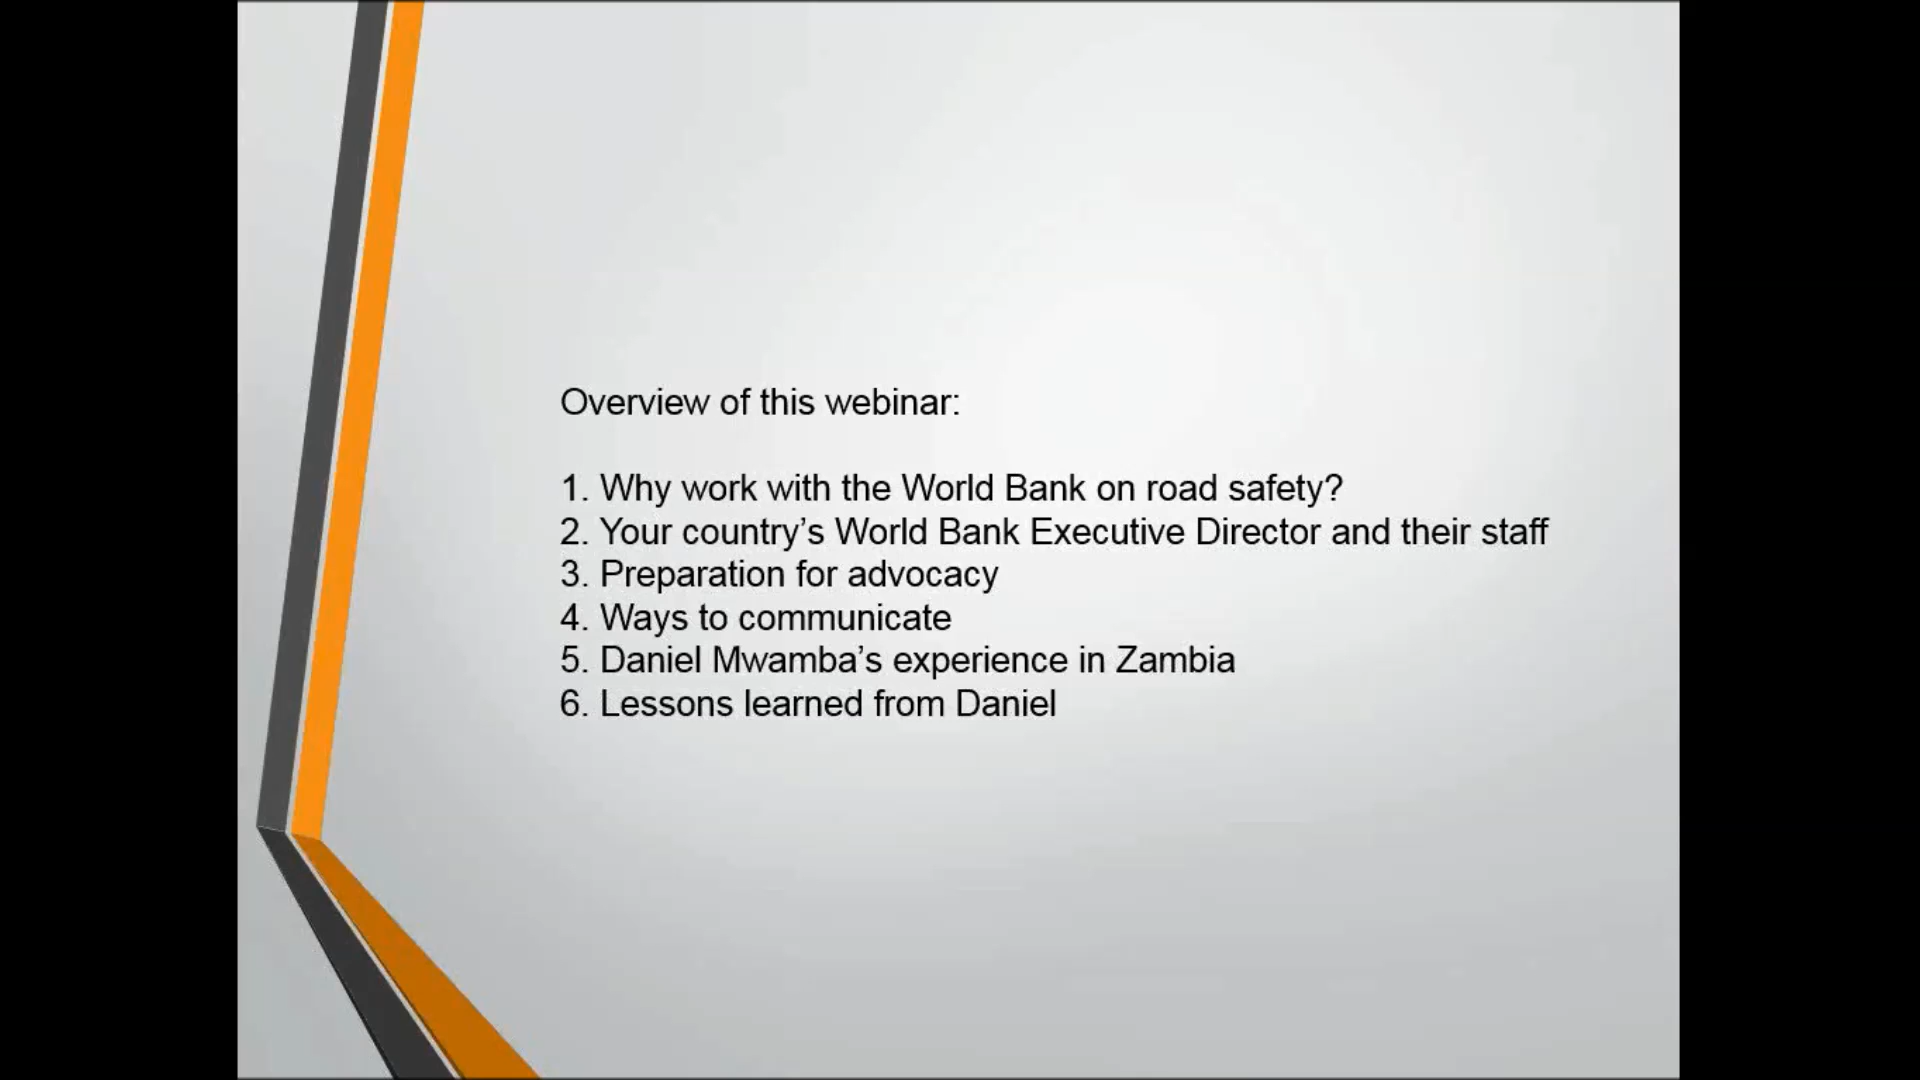 Overview of this webinar:
1. Why work with the World Bank on road safety?
2. Your country’s World Bank Executive Director and their staff
3. Preparation for advocacy
4. Ways to communicate
5. Daniel Mwamba’s experience in Zambia
6. Lessons learned from Daniel